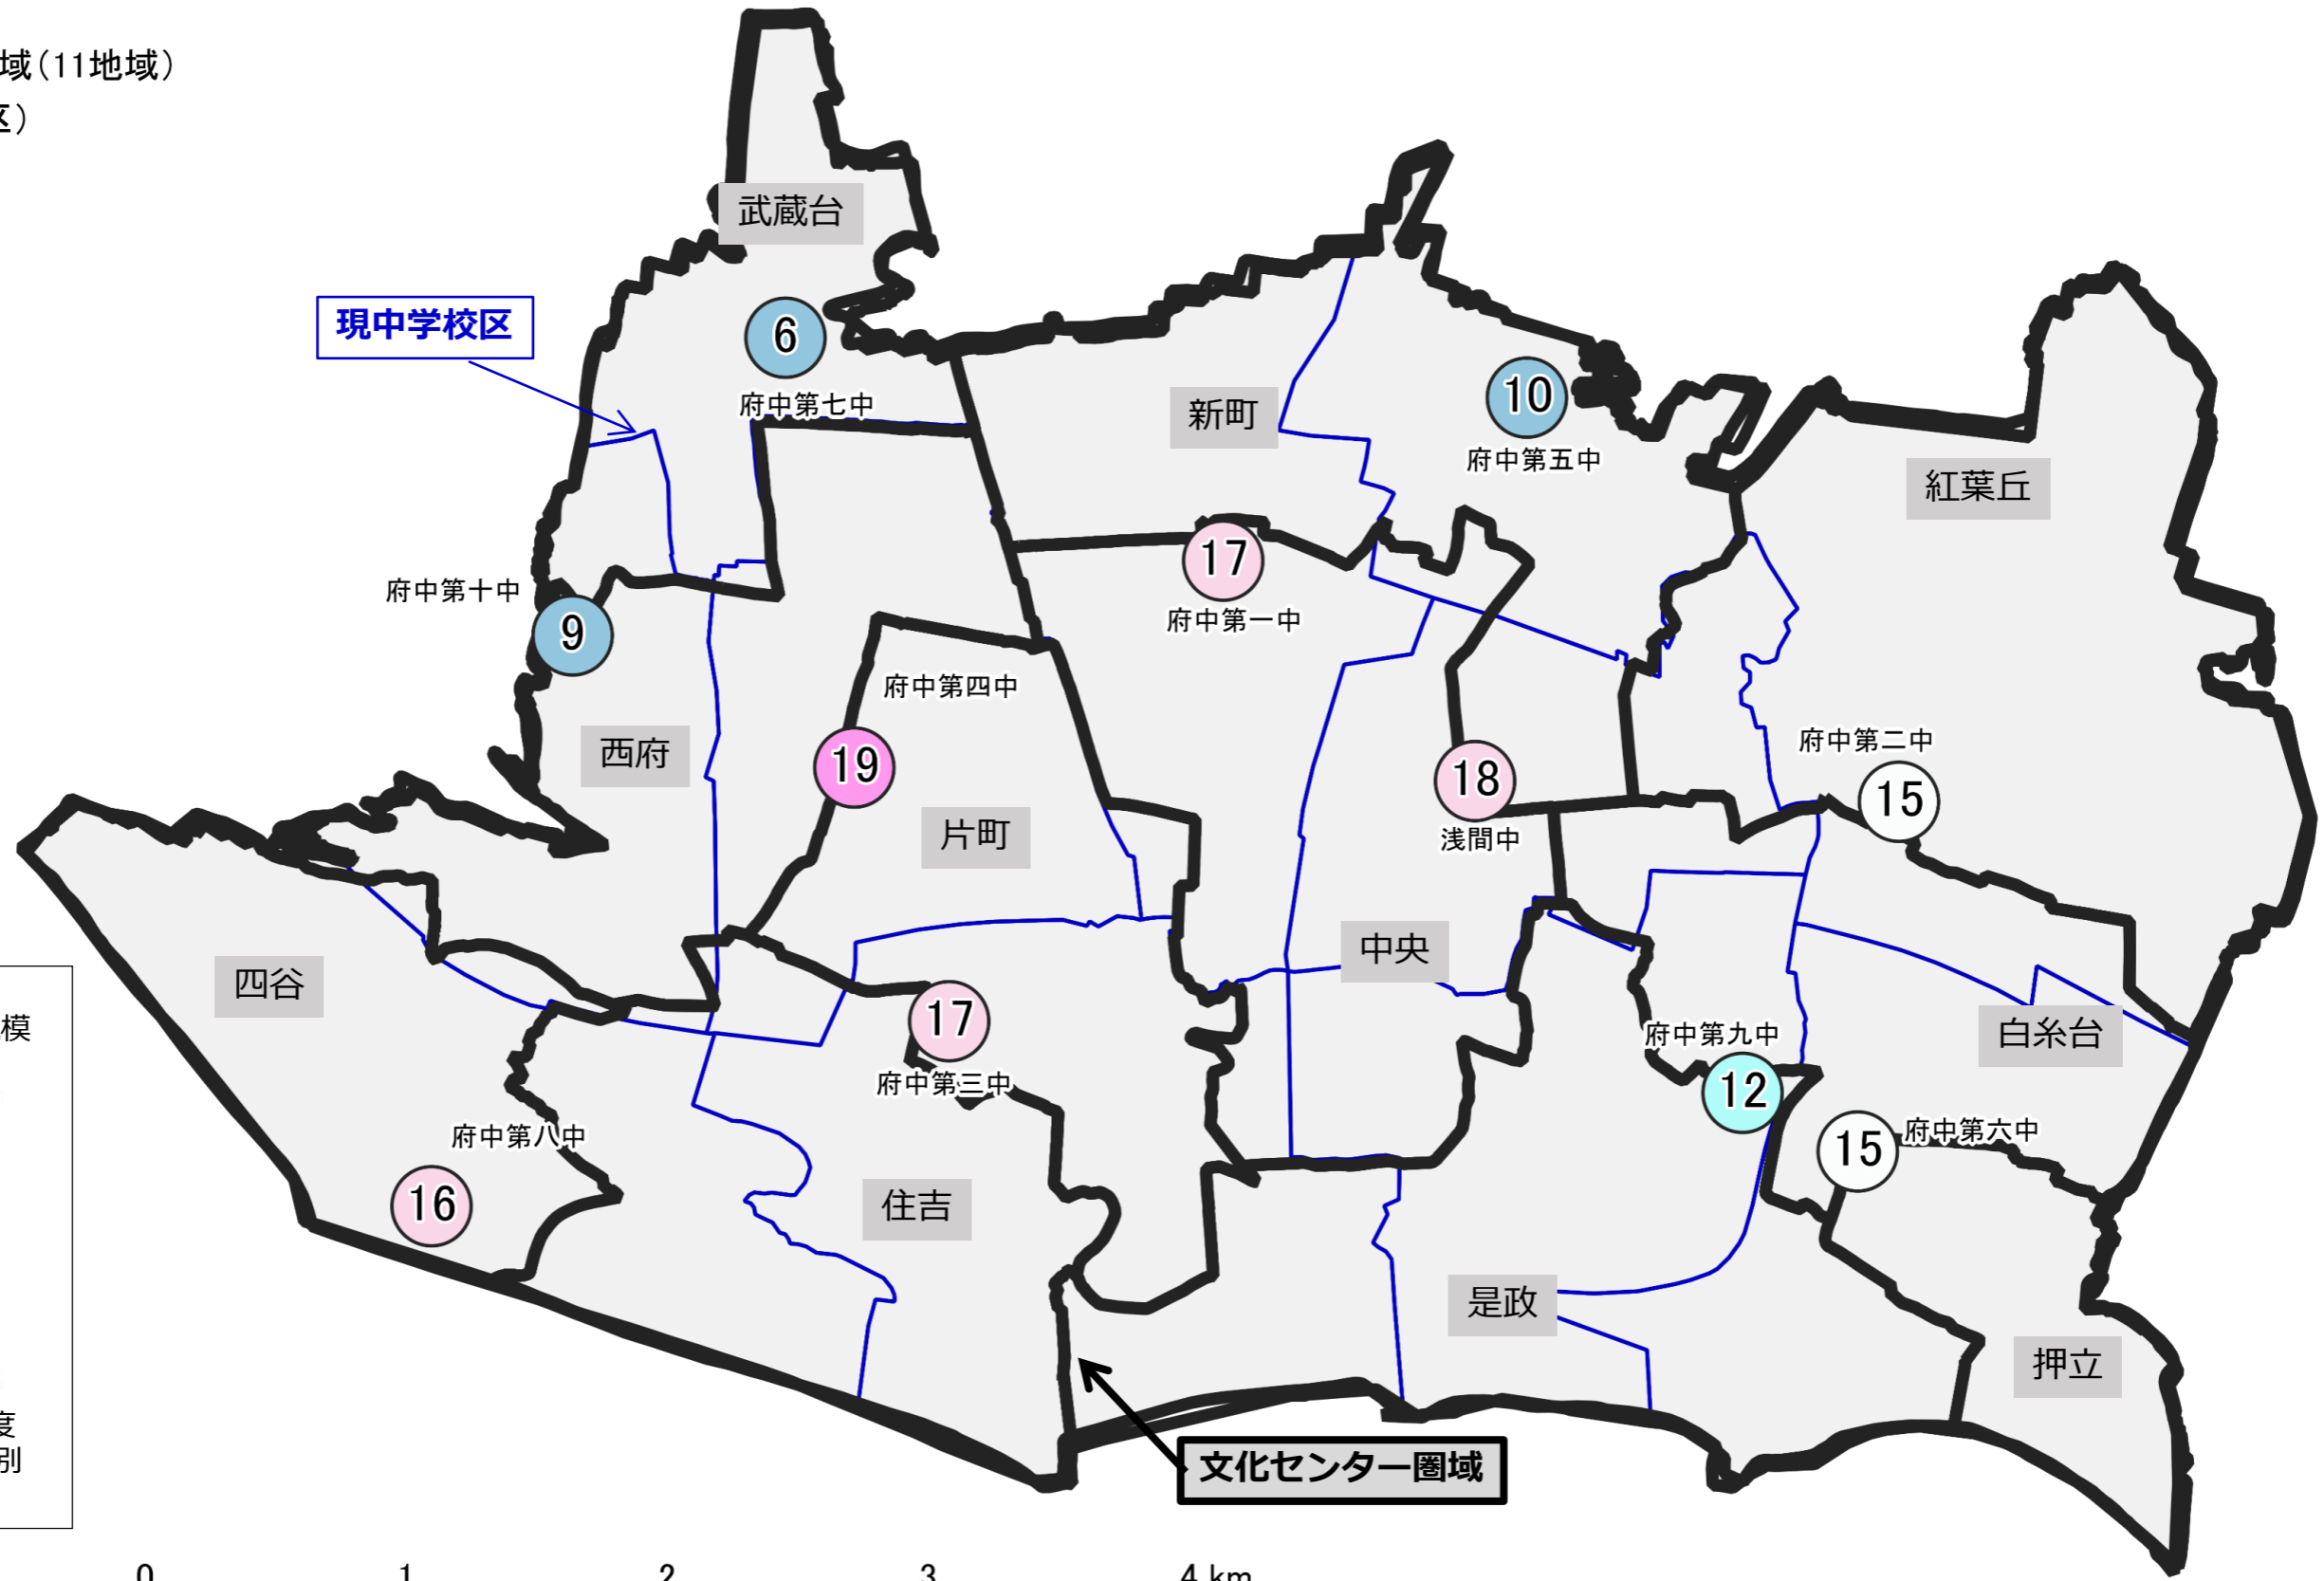 域（11地域）
区）
武蔵台
現中学校区
6
府中第七中
新町
10
府中第五中
紅葉丘
17
府中第一中
府中第十中
9
府中第四中
西府
19
片町
18
浅間中
府中第二中
15
四谷
中央
模
17
府中第三中
府中第九中
12
白糸台
府中第八中
16
住吉
15
府中第六中
是政
押立
度
別
文化センター圏域
0 1 2 3 4 km